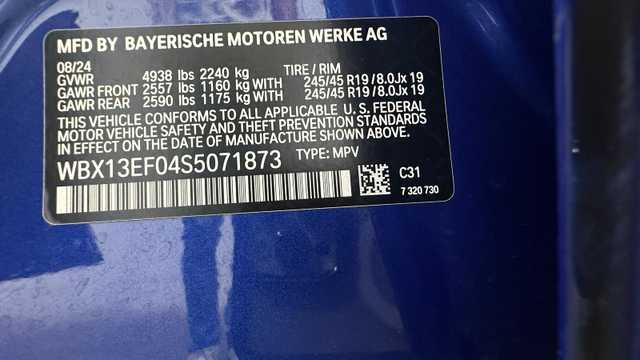 MFD BY BAYERISCHE MOTOREN WERKE AG
08/24
GVWR 4938 lbs 2240 kg TIRE / RIM
GAWR FRONT 2557 lbs 1160 kg WITH 245/45 R19 / 8.0Jx 19
GAWR REAR 2590 lbs 1175 kg WITH 245/45 R19 / 8.0Jx 19
THIS VEHICLE CONFORMS TO ALL APPLICABLE U. S. FEDERAL
MOTOR VEHICLE SAFETY AND THEFT PREVENTION STANDARDS
IN EFFECT ON THE DATE OF MANUFACTURE SHOWN ABOVE.
WBX13EF04S5071873 TYPE: MPV
C31
7 320 730